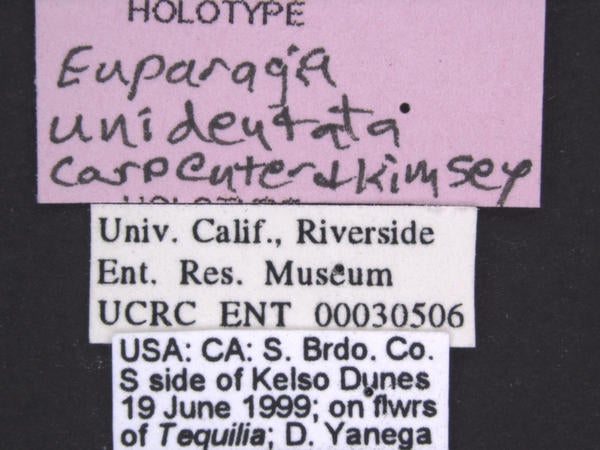 HOLOTYPE
Euparagia
unidentata
Carpenter & Kimsey
HOLOTYPE
Univ. Calif., Riverside
Ent. Res. Museum
UCRC ENT 00030506
USA: CA: S. Brdo. Co.
S side of Kelso Dunes
19 June 1999; on flwrs
of Tequilia; D. Yanega